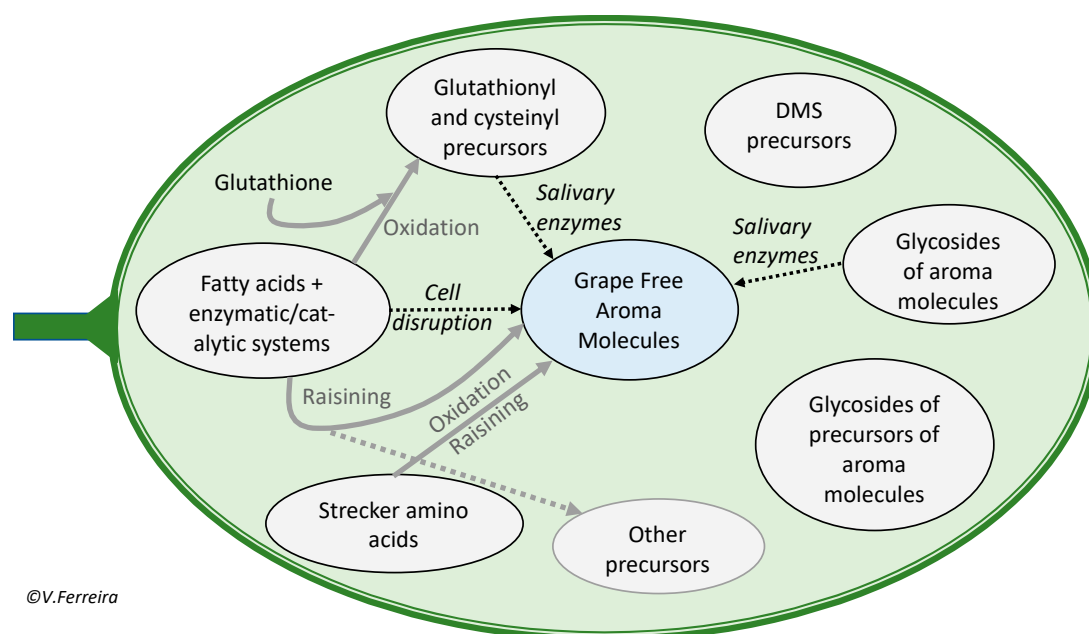 Glutathionyl
and cysteinyl
precursors
DMS
precursors
Glutathione
Oxidation
Salivary
enzymes
Salivary
enzymes
Glycosides
of aroma
molecules
Fatty acids +
enzymatic/cat-
alytic systems
Cell
disruption
Grape Free
Aroma
Molecules
Raisining
Oxidation
Raisining
Glycosides of
precursors of
aroma
molecules
Strecker amino
acids
Other
precursors
©V.Ferreira